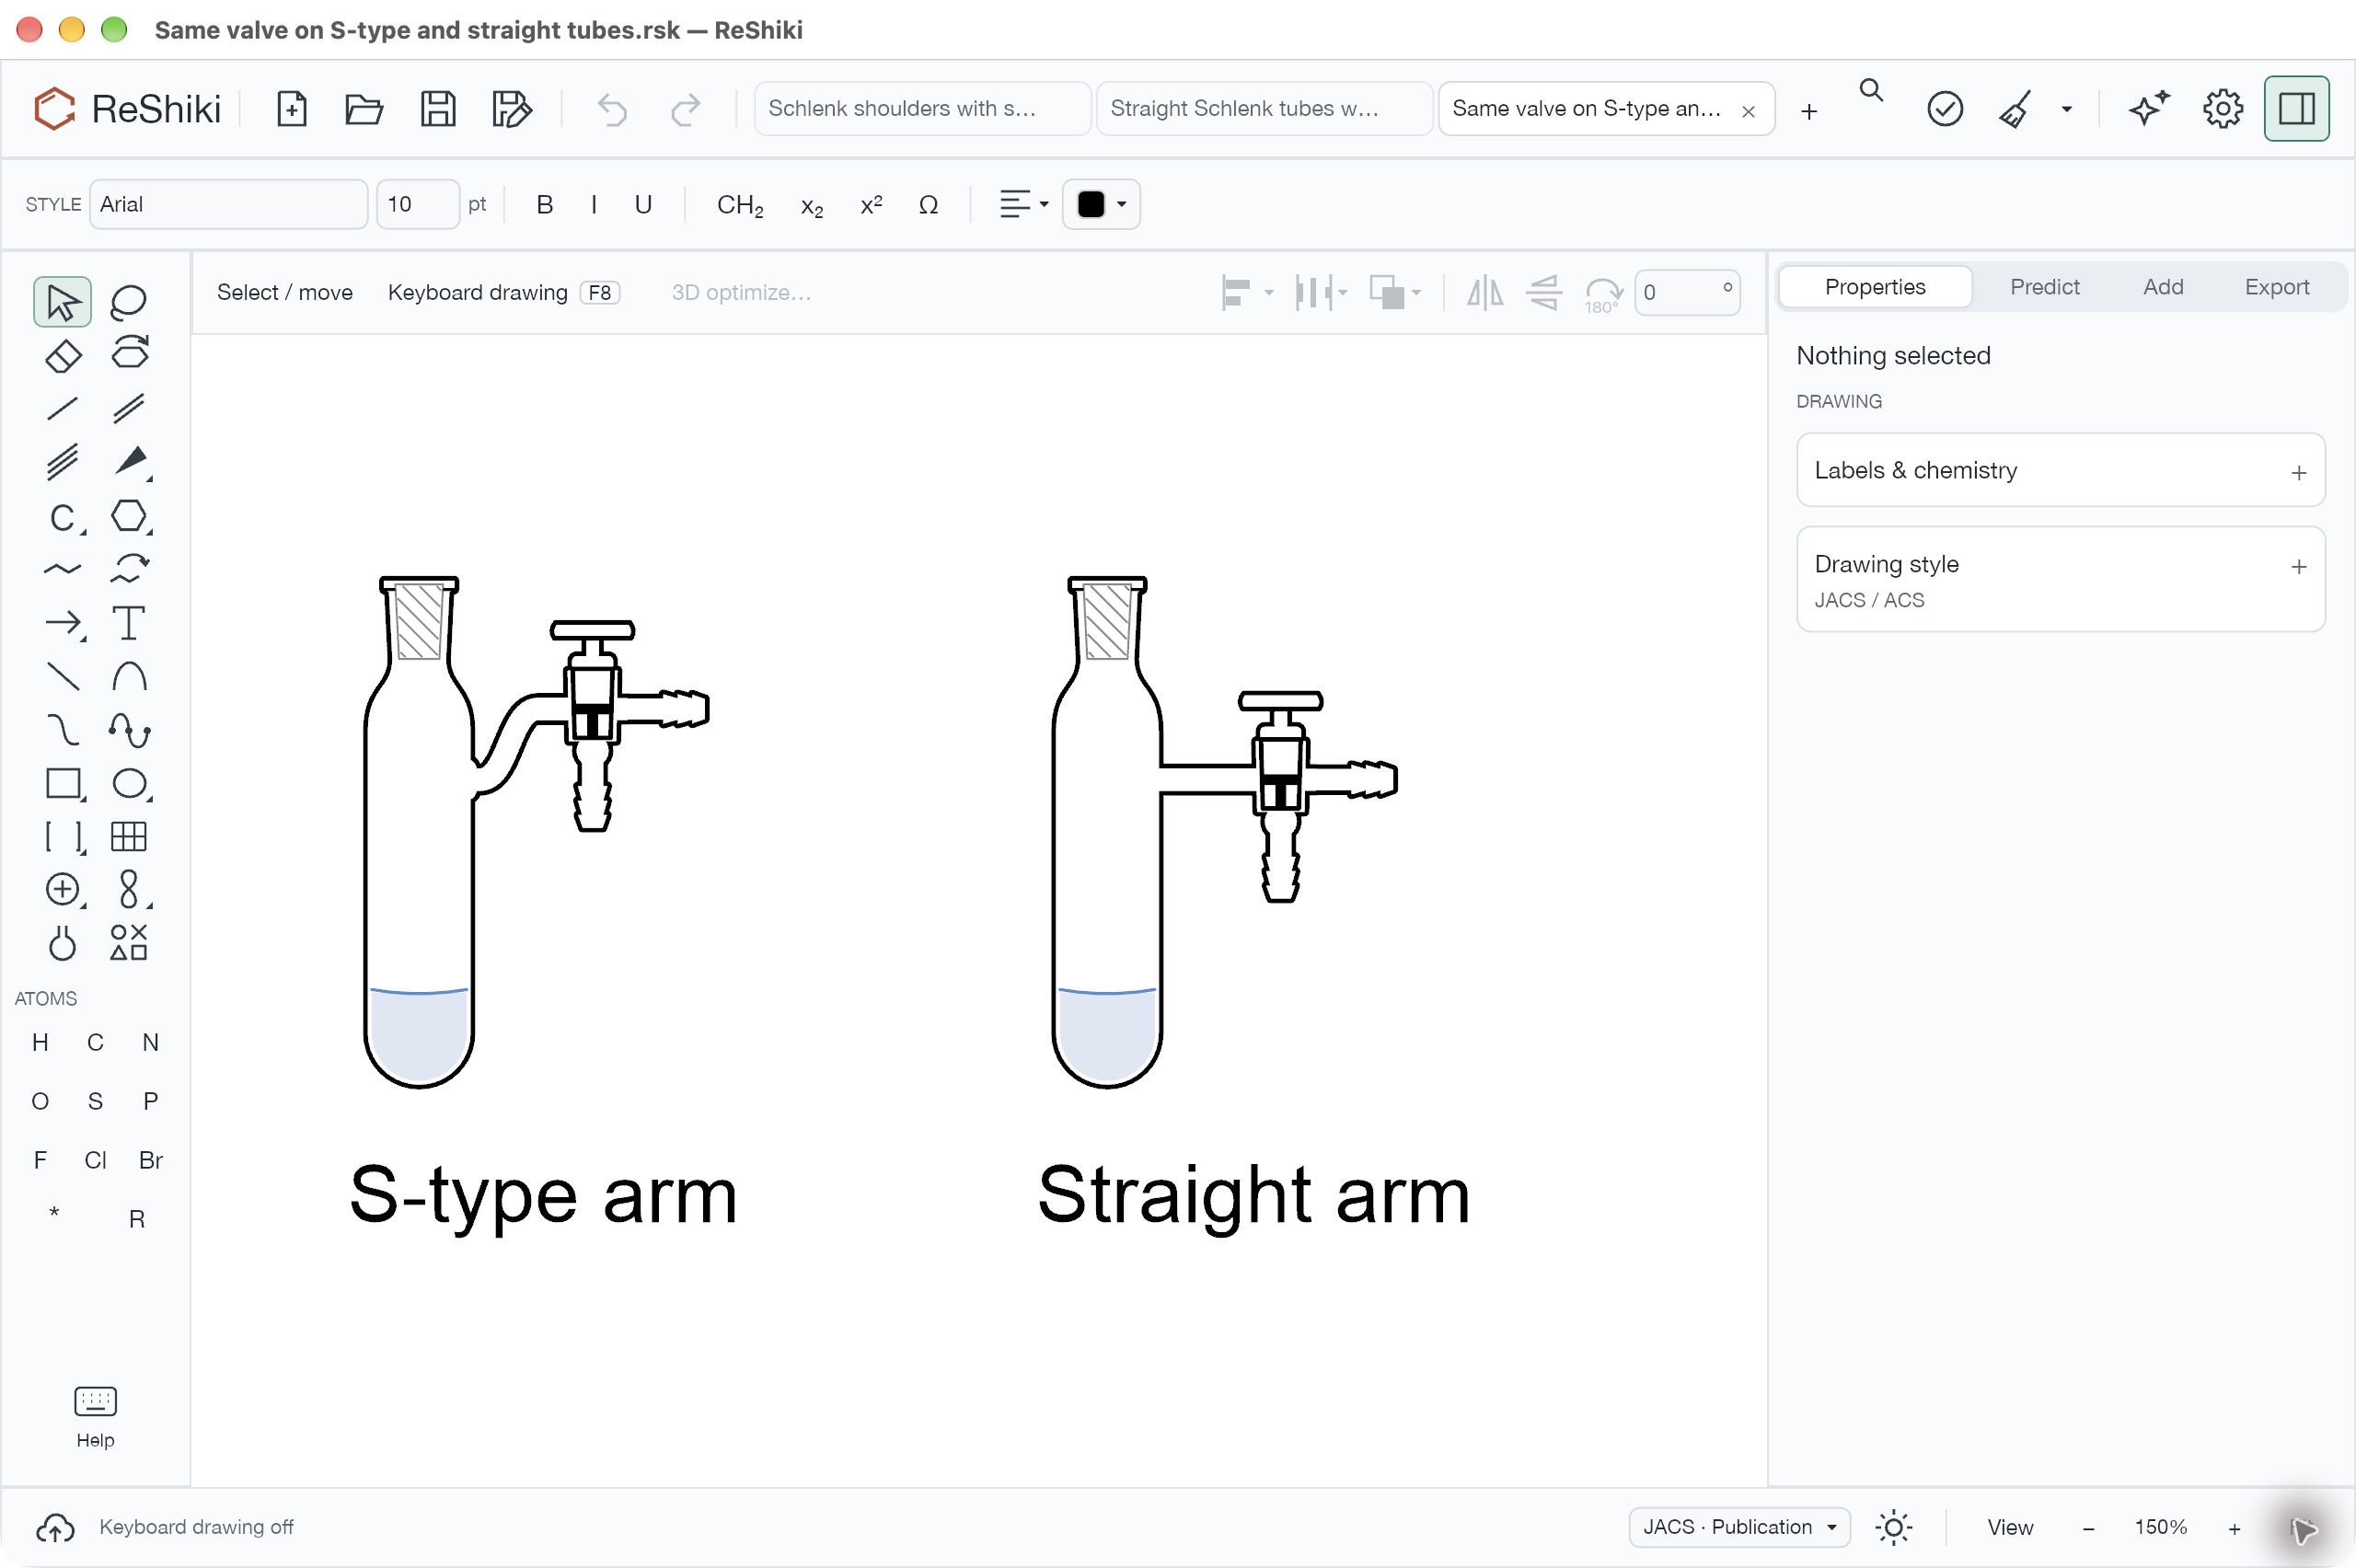 Same valve on S-type and straight tubes.rsk — ReShiki
ReShiki
Schlenk shoulders with s...
Straight Schlenk tubes w...
Same valve on S-type an...
STYLE Arial 10 pt B I U CH₂ x₂ x² Ω
Select / move Keyboard drawing F8 3D optimize... 180° 0 °
Properties Predict Add Export
Nothing selected
DRAWING
Labels & chemistry +
Drawing style +
JACS / ACS
C
T
ATOMS
H C N
O S P
F Cl Br
* R
S-type arm
Straight arm
Help
Keyboard drawing off
JACS · Publication
View − 150% +